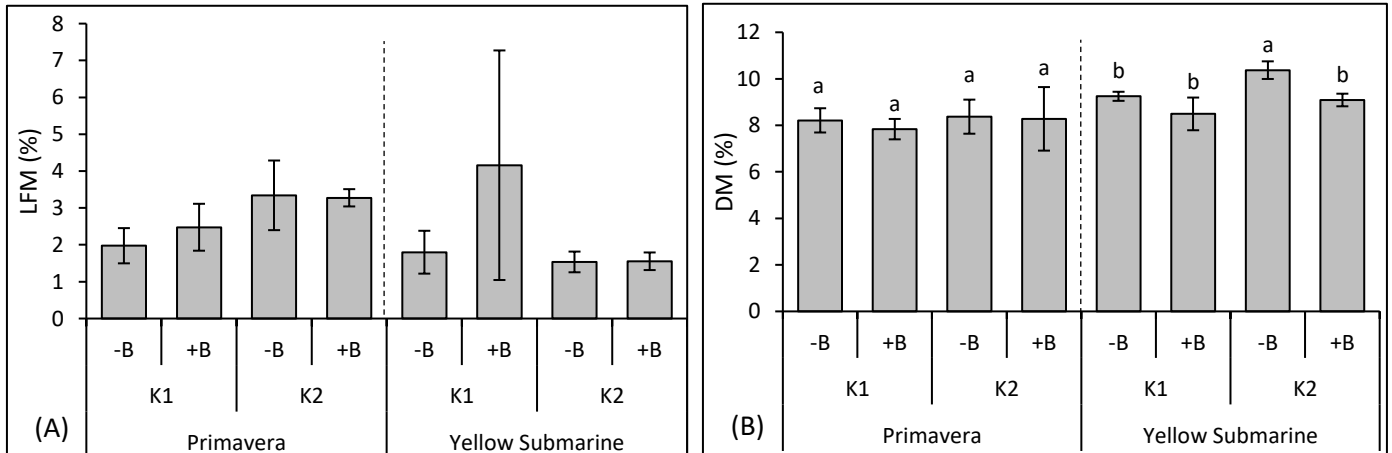 8
7
6
5
4
3
2
1
0
LFM (%)
-B +B -B +B -B +B -B +B
K1 K2 K1 K2
(A) Primavera Yellow Submarine
12
10
8
6
4
2
0
DM (%)
a a a a b b a b
-B +B -B +B -B +B -B +B
K1 K2 K1 K2
(B) Primavera Yellow Submarine